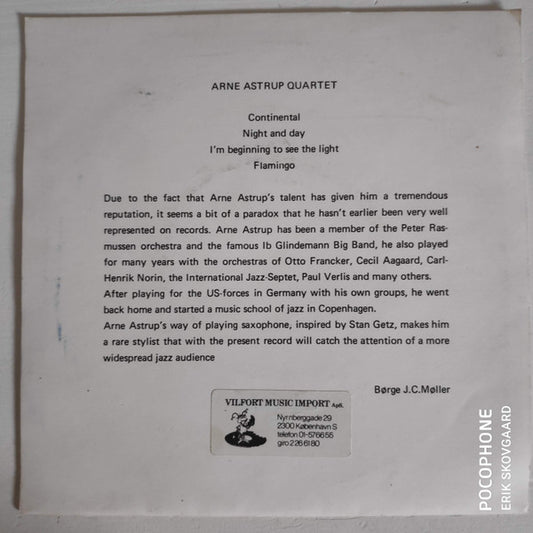 ARNE ASTRUP QUARTET
Continental
Night and day
I'm beginning to see the light
Flamingo
Due to the fact that Arne Astrup's talent has given him a tremendous
reputation, it seems a bit of a paradox that he hasn't earlier been very well
represented on records. Arne Astrup has been a member of the Peter Ras-
mussen orchestra and the famous Ib Glindemann Big Band, he also played
for many years with the orchestras of Otto Francker, Cecil Aagaard, Carl-
Henrik Norin, the International Jazz-Septet, Paul Verlis and many others.
After playing for the US-forces in Germany with his own groups, he went
back home and started a music school of jazz in Copenhagen.
Arne Astrup's way of playing saxophone, inspired by Stan Getz, makes him
a rare stylist that with the present record will catch the attention of a more
widespread jazz audience
Børge J.C.Møller
VILFORT MUSIC IMPORT ApS.
Nyrnberggade 29
2300 København S
telefon 01-576656
giro 2266180
POCOPHONE
ERIK SKOVGAARD